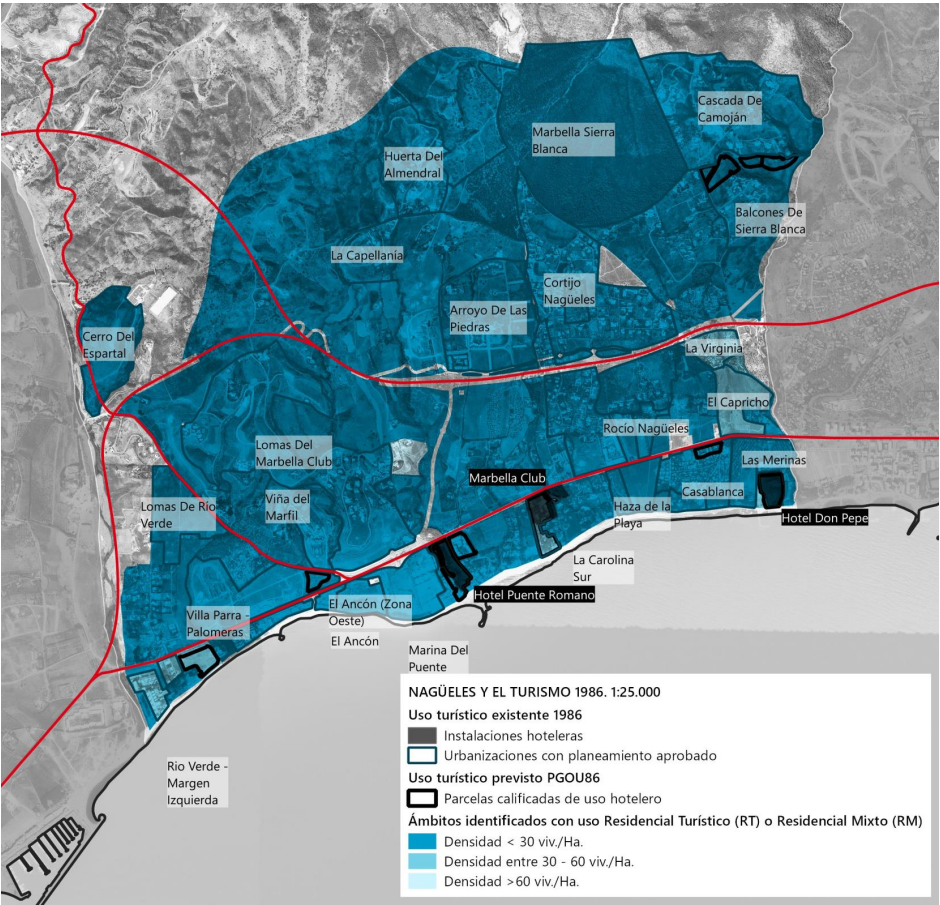 Cascada De
Camoján
Marbella Sierra
Blanca
Huerta Del
Almendral
Balcones De
Sierra Blanca
La Capellanía
Cortijo
Nagüeles
Arroyo De Las
Piedras
Cerro Del
Espartal
La Virginia
El Capricho
Rocío Nagüeles
Lomas Del
Marbella Club
Las Merinas
Marbella Club
Casablanca
Viña del
Marfil
Lomas De Rio
Verde
Haza de la
Playa
Hotel Don Pepe
La Carolina
Sur
Hotel Puente Romano
El Ancón (Zona
Oeste)
Villa Parra -
Palomeras
El Ancón
Marina Del
Puente
Rio Verde -
Margen
Izquierda
NAGÜELES Y EL TURISMO 1986. 1:25.000
Uso turístico existente 1986
Instalaciones hoteleras
Urbanizaciones con planeamiento aprobado
Uso turístico previsto PGOU86
Parcelas calificadas de uso hotelero
Ámbitos identificados con uso Residencial Turístico (RT) o Residencial Mixto (RM)
Densidad < 30 viv./Ha.
Densidad entre 30 - 60 viv./Ha.
Densidad >60 viv./Ha.